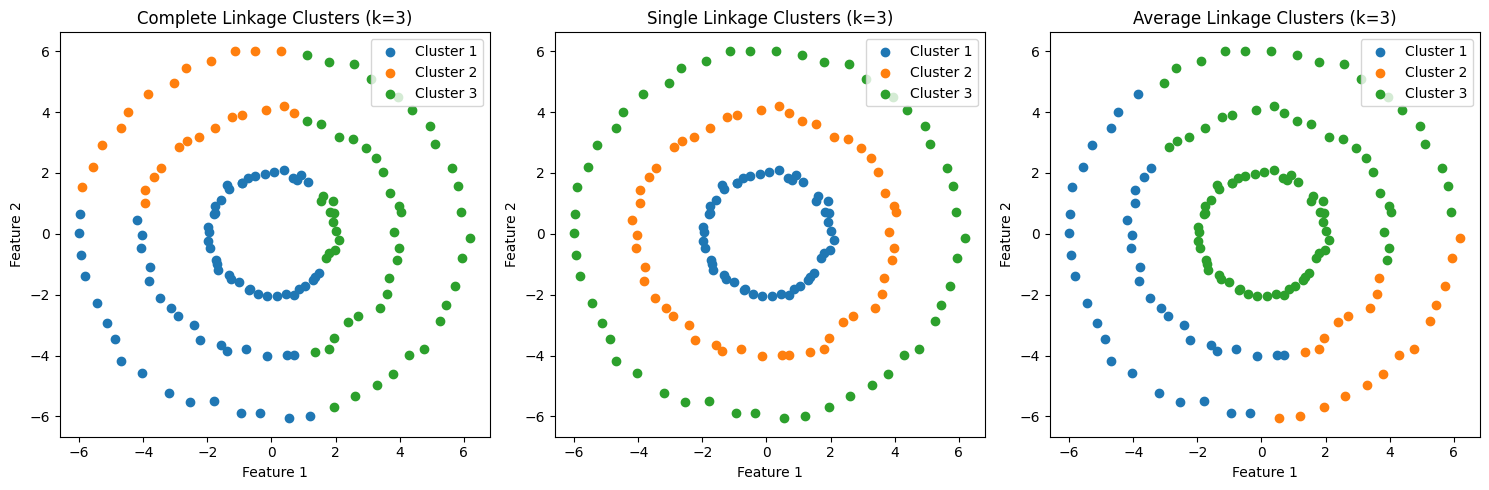 Complete Linkage Clusters (k=3)
Cluster 1
Cluster 2
Cluster 3
6
4
2
0
−2
−4
−6
Feature 2
−6 −4 −2 0 2 4 6
Feature 1
Single Linkage Clusters (k=3)
Cluster 1
Cluster 2
Cluster 3
6
4
2
0
−2
−4
−6
Feature 2
−6 −4 −2 0 2 4 6
Feature 1
Average Linkage Clusters (k=3)
Cluster 1
Cluster 2
Cluster 3
6
4
2
0
−2
−4
−6
Feature 2
−6 −4 −2 0 2 4 6
Feature 1